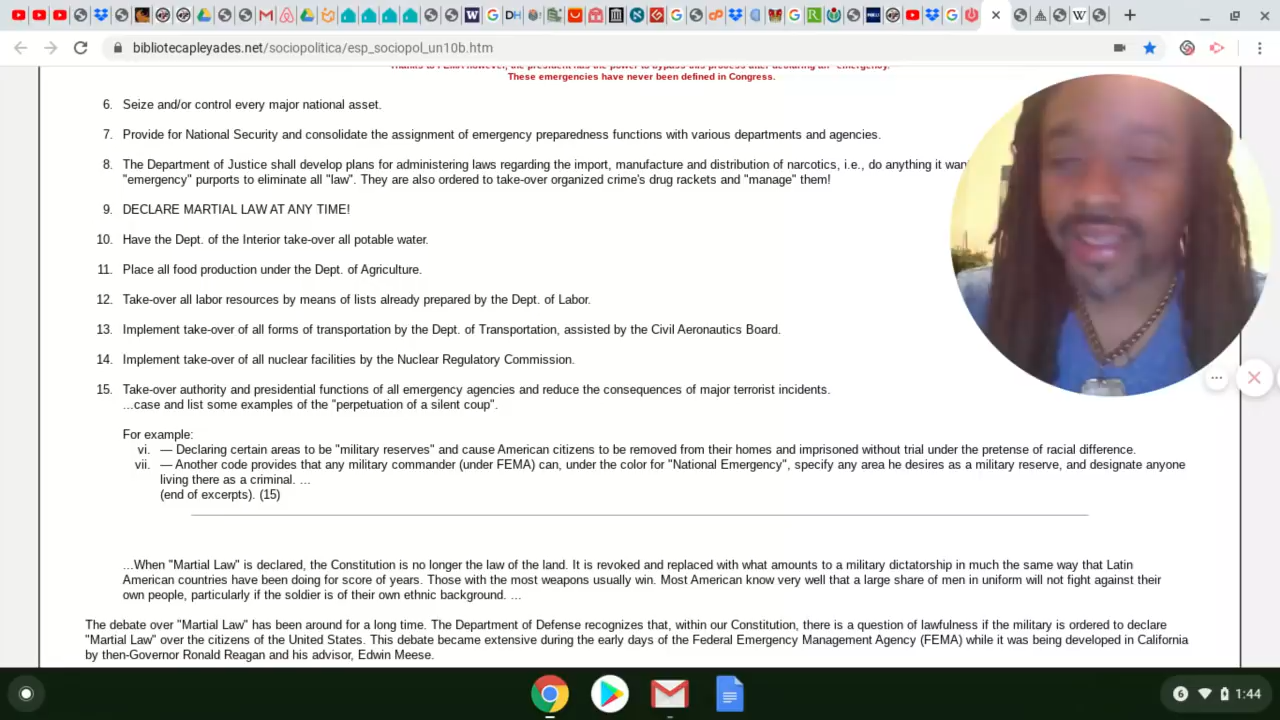 bibliotecapleyades.net/sociopolitica/esp_sociopol_un10b.htm
Thanks to FEMA however, the president has the power to bypass this process after declaring an "emergency."
These emergencies have never been defined in Congress.
6. Seize and/or control every major national asset.
7. Provide for National Security and consolidate the assignment of emergency preparedness functions with various departments and agencies.
8. The Department of Justice shall develop plans for administering laws regarding the import, manufacture and distribution of narcotics, i.e., do anything it
"emergency" purports to eliminate all "law". They are also ordered to take-over organized crime's drug rackets and "manage" them!
9. DECLARE MARTIAL LAW AT ANY TIME!
10. Have the Dept. of the Interior take-over all potable water.
11. Place all food production under the Dept. of Agriculture.
12. Take-over all labor resources by means of lists already prepared by the Dept. of Labor.
13. Implement take-over of all forms of transportation by the Dept. of Transportation, assisted by the Civil Aeronautics Board.
14. Implement take-over of all nuclear facilities by the Nuclear Regulatory Commission.
15. Take-over authority and presidential functions of all emergency agencies and reduce the consequences of major terrorist incidents.
...case and list some examples of the "perpetuation of a silent coup".
For example:
vi. — Declaring certain areas to be "military reserves" and cause American citizens to be removed from their homes and imprisoned without trial under the pretense of racial difference.
vii. — Another code provides that any military commander (under FEMA) can, under the color for "National Emergency", specify any area he desires as a military reserve, and designate anyone
living there as a criminal. ...
(end of excerpts). (15)
...When "Martial Law" is declared, the Constitution is no longer the law of the land. It is revoked and replaced with what amounts to a military dictatorship in much the same way that Latin
American countries have been doing for score of years. Those with the most weapons usually win. Most American know very well that a large share of men in uniform will not fight against their
own people, particularly if the soldier is of their own ethnic background. ...
The debate over "Martial Law" has been around for a long time. The Department of Defense recognizes that, within our Constitution, there is a question of lawfulness if the military is ordered to declare
"Martial Law" over the citizens of the United States. This debate became extensive during the early days of the Federal Emergency Management Agency (FEMA) while it was being developed in California
by then-Governor Ronald Reagan and his advisor, Edwin Meese.
6 1:44